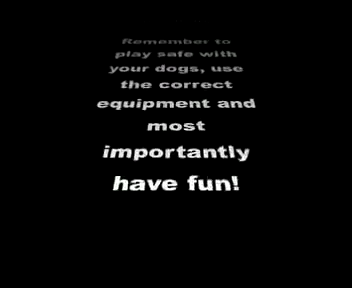 Remember to
play safe with
your dogs, use
the correct
equipment and
most
importantly
have fun!